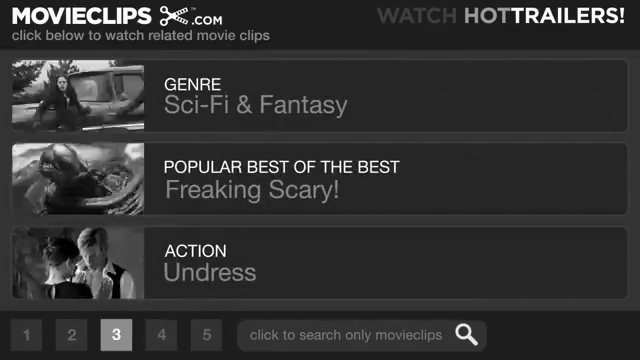 MOVIECLIPS .COM™
WATCH HOTTRAILERS!
click below to watch related movie clips
GENRE
Sci-Fi & Fantasy
POPULAR BEST OF THE BEST
Freaking Scary!
ACTION
Undress
1 2 3 4 5
click to search only movieclips